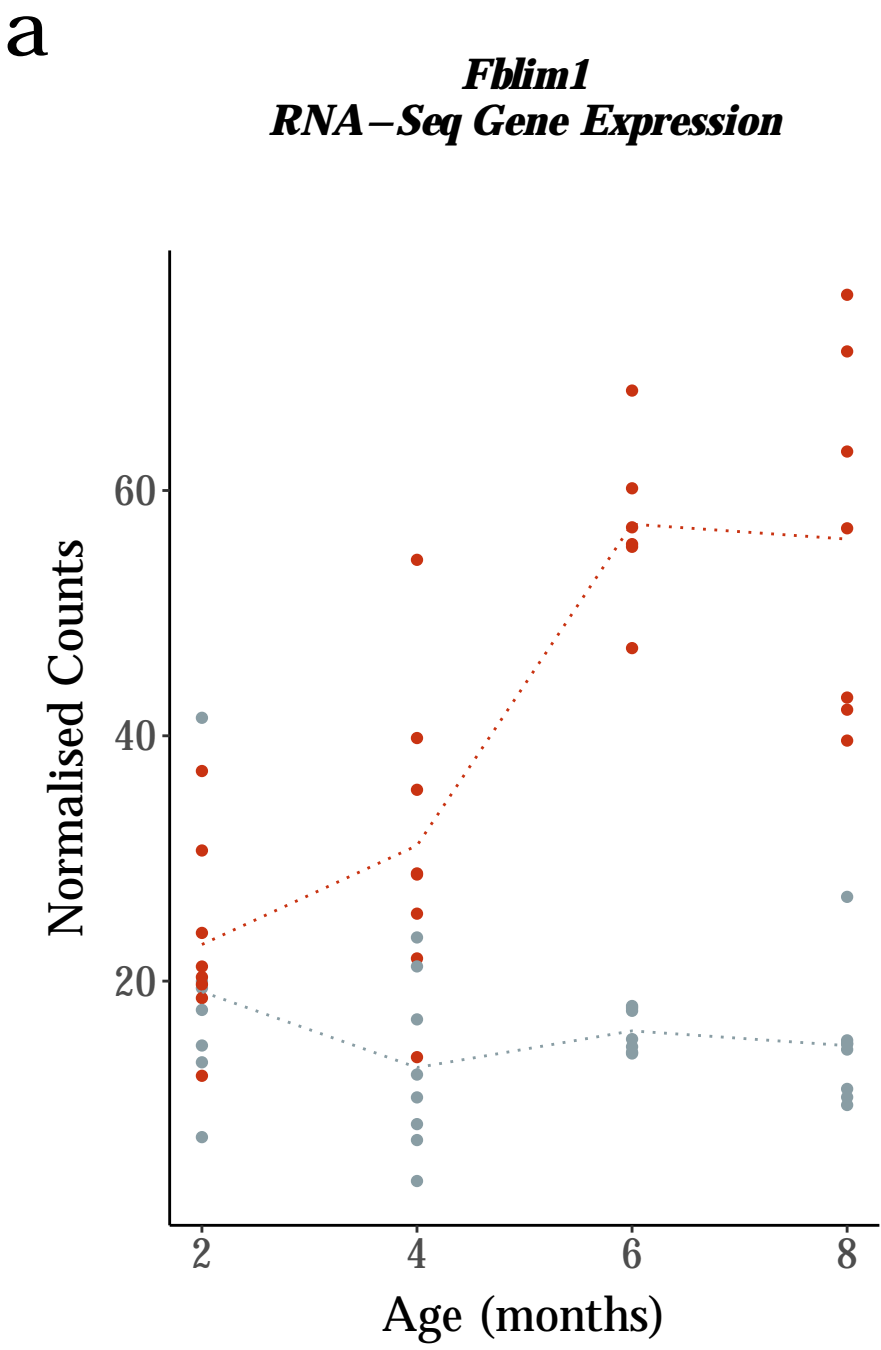 a
Fblim1
RNA−Seq Gene Expression
Normalised Counts
60
40
20
2 4 6 8
Age (months)